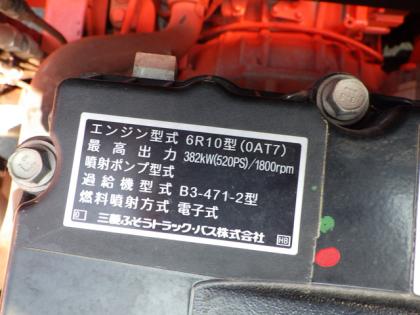 エンジン型式 6R10型(0AT7)
最高出力 382kW(520PS)/1800rpm
噴射ポンプ型式
過給機型式 B3-471-2型
燃料噴射方式 電子式
三菱ふそうトラック・バス株式会社
HB